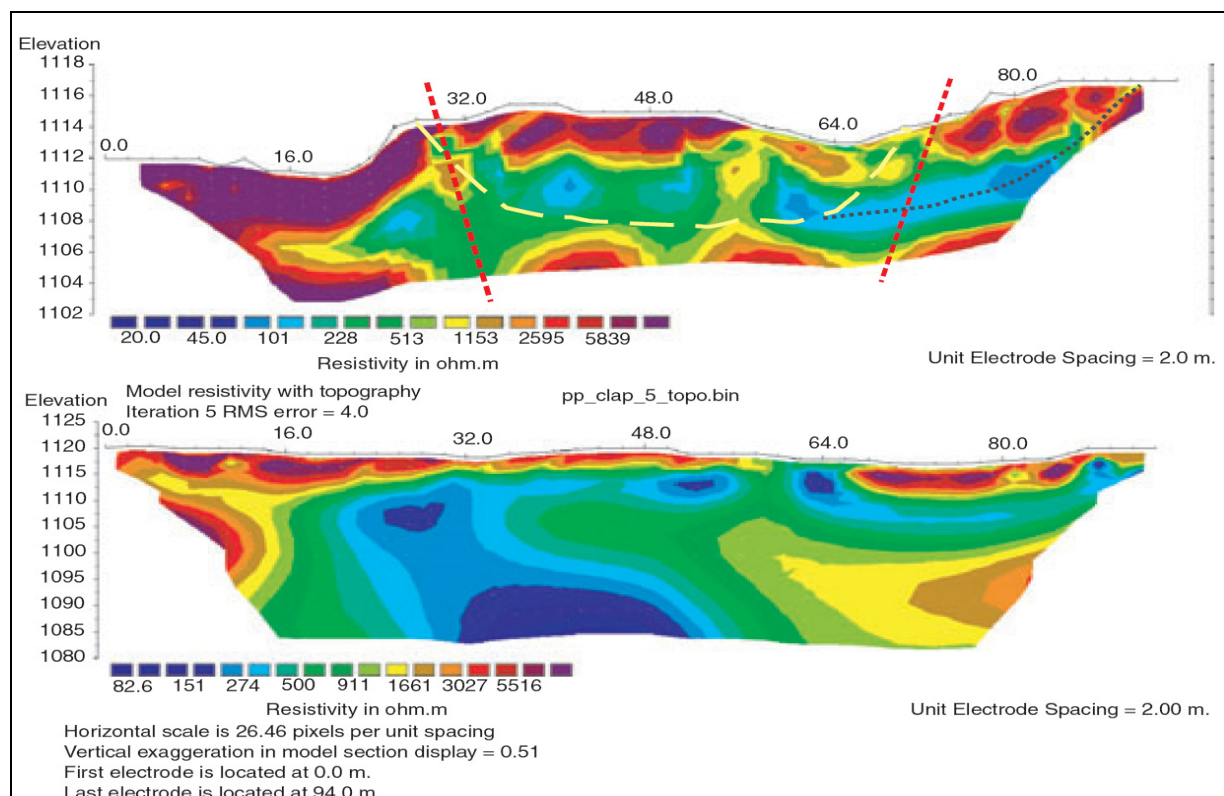 Elevation
1118
1116
1114
1112
1110
1108
1106
1104
1102
0.0 16.0 32.0 48.0 64.0 80.0
20.0 45.0 101 228 513 1153 2595 5839
Resistivity in ohm.m
Unit Electrode Spacing = 2.0 m.
Model resistivity with topography
Iteration 5 RMS error = 4.0
pp_clap_5_topo.bin
Elevation
1125
1120
1115
1110
1105
1100
1095
1090
1085
1080
0.0 16.0 32.0 48.0 64.0 80.0
82.6 151 274 500 911 1661 3027 5516
Resistivity in ohm.m
Unit Electrode Spacing = 2.00 m.
Horizontal scale is 26.46 pixels per unit spacing
Vertical exaggeration in model section display = 0.51
First electrode is located at 0.0 m.
Last electrode is located at 94.0 m